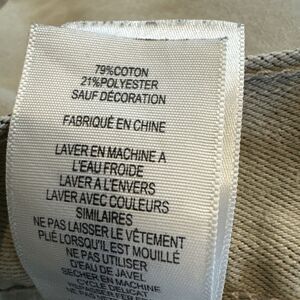 79%COTON
21%POLYESTER
SAUF DÉCORATION
FABRIQUÉ EN CHINE
LAVER EN MACHINE A
L'EAU FROIDE
LAVER A L'ENVERS
LAVER AVEC COULEURS
SIMILAIRES
NE PAS LAISSER LE VÊTEMENT
PLIÉ LORSQU'IL EST MOUILLÉ
NE PAS UTILISER
D'EAU DE JAVEL
SÉCHER EN MACHINE
CYCLE DELICAT